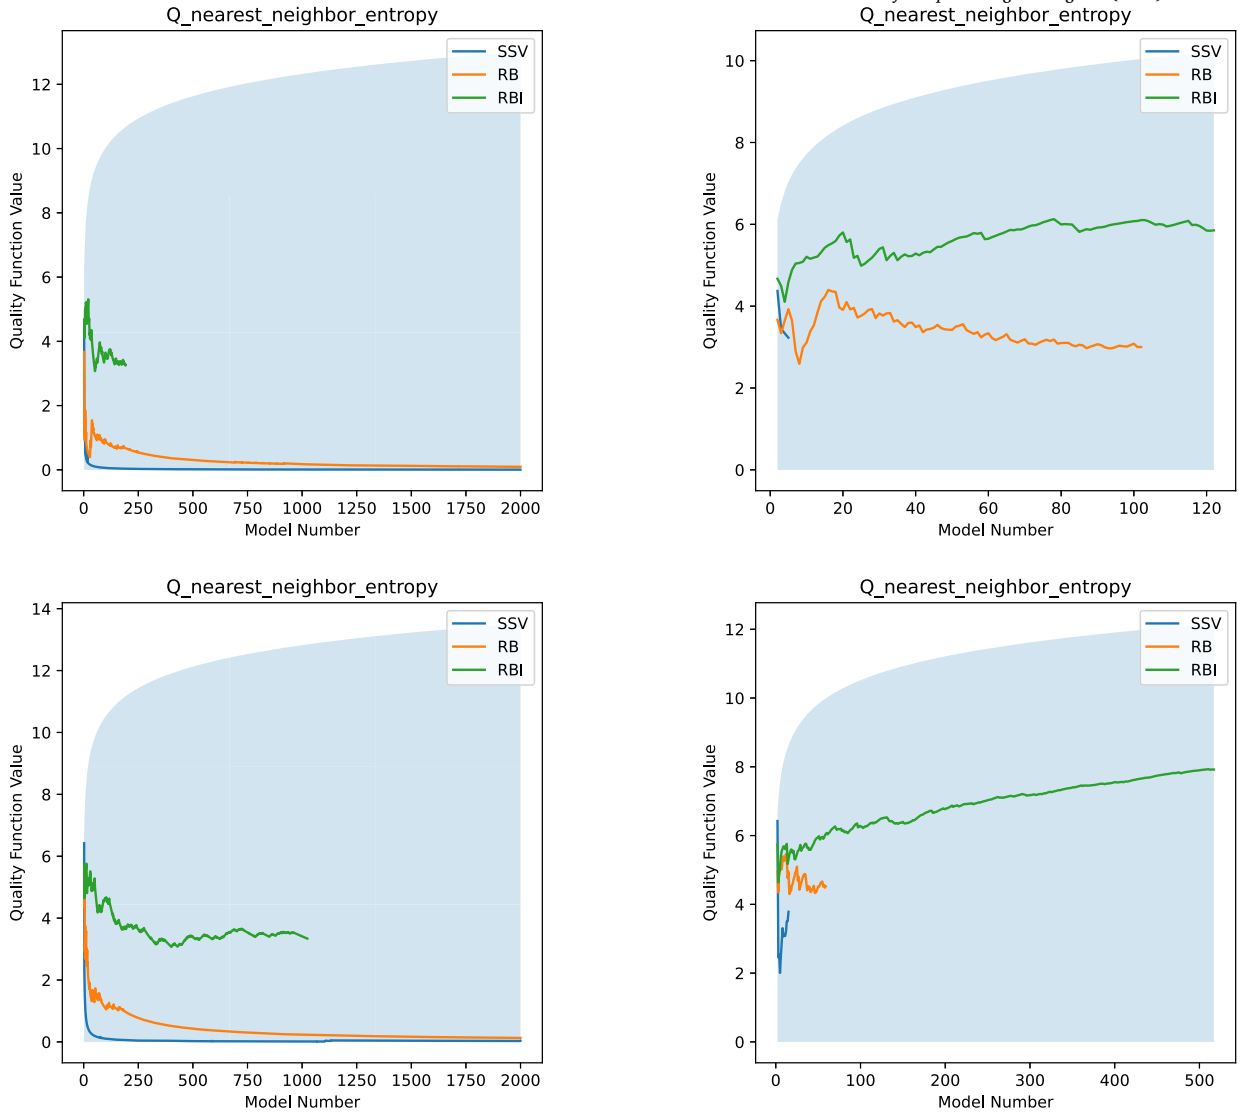 Q_nearest_neighbor_entropy
Quality Function Value
12
10
8
6
4
2
0
SSV
RB
RBI
0 250 500 750 1000 1250 1500 1750 2000
Model Number
Q_nearest_neighbor_entropy
Quality Function Value
10
8
6
4
2
0
SSV
RB
RBI
0 20 40 60 80 100 120
Model Number
Q_nearest_neighbor_entropy
Quality Function Value
14
12
10
8
6
4
2
0
SSV
RB
RBI
0 250 500 750 1000 1250 1500 1750 2000
Model Number
Q_nearest_neighbor_entropy
Quality Function Value
12
10
8
6
4
2
0
SSV
RB
RBI
0 100 200 300 400 500
Model Number